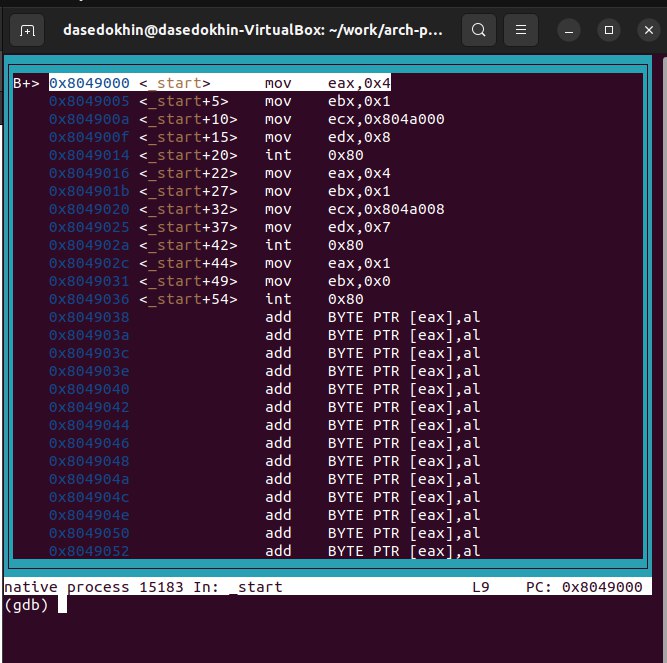 dasedokhin@dasedokhin-VirtualBox: ~/work/arch-p...
B+> 0x8049000 <_start> mov eax,0x4
0x8049005 <_start+5> mov ebx,0x1
0x804900a <_start+10> mov ecx,0x804a000
0x804900f <_start+15> mov edx,0x8
0x8049014 <_start+20> int 0x80
0x8049016 <_start+22> mov eax,0x4
0x804901b <_start+27> mov ebx,0x1
0x8049020 <_start+32> mov ecx,0x804a008
0x8049025 <_start+37> mov edx,0x7
0x804902a <_start+42> int 0x80
0x804902c <_start+44> mov eax,0x1
0x8049031 <_start+49> mov ebx,0x0
0x8049036 <_start+54> int 0x80
0x8049038 add BYTE PTR [eax],al
0x804903a add BYTE PTR [eax],al
0x804903c add BYTE PTR [eax],al
0x804903e add BYTE PTR [eax],al
0x8049040 add BYTE PTR [eax],al
0x8049042 add BYTE PTR [eax],al
0x8049044 add BYTE PTR [eax],al
0x8049046 add BYTE PTR [eax],al
0x8049048 add BYTE PTR [eax],al
0x804904a add BYTE PTR [eax],al
0x804904c add BYTE PTR [eax],al
0x804904e add BYTE PTR [eax],al
0x8049050 add BYTE PTR [eax],al
0x8049052 add BYTE PTR [eax],al
native process 15183 In: _start L9 PC: 0x8049000
(gdb)